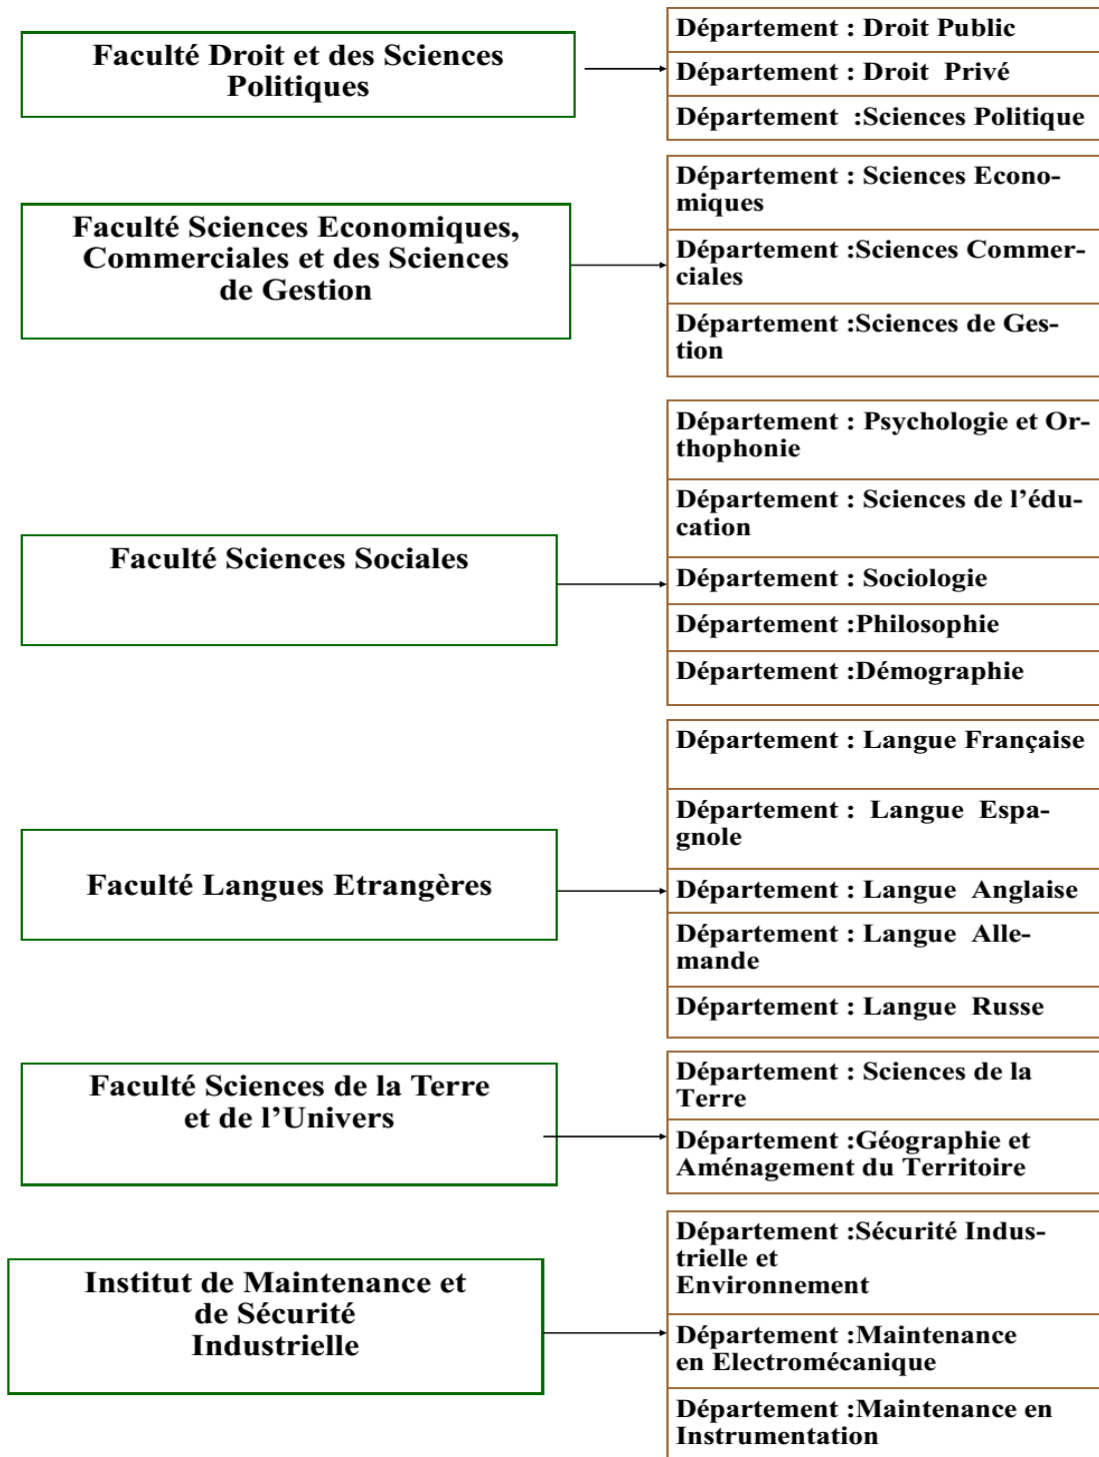 Faculté Droit et des Sciences
Politiques
Département : Droit Public
Département : Droit  Privé
Département  :Sciences Politique
Faculté Sciences Economiques,
Commerciales et des Sciences
de Gestion
Département : Sciences Econo-
miques
Département :Sciences Commer-
ciales
Département :Sciences de Ges-
tion
Faculté Sciences Sociales
Département : Psychologie et Or-
thophonie
Département : Sciences de l’édu-
cation
Département : Sociologie
Département :Philosophie
Département :Démographie
Faculté Langues Etrangères
Département : Langue Française
Département :  Langue  Espa-
gnole
Département : Langue  Anglaise
Département : Langue  Alle-
mande
Département : Langue  Russe
Faculté Sciences de la Terre
et de l’Univers
Département : Sciences de la
Terre
Département :Géographie et
Aménagement du Territoire
Institut de Maintenance et
de Sécurité
Industrielle
Département :Sécurité Indus-
trielle et
Environnement
Département :Maintenance
en Electromécanique
Département :Maintenance en
Instrumentation